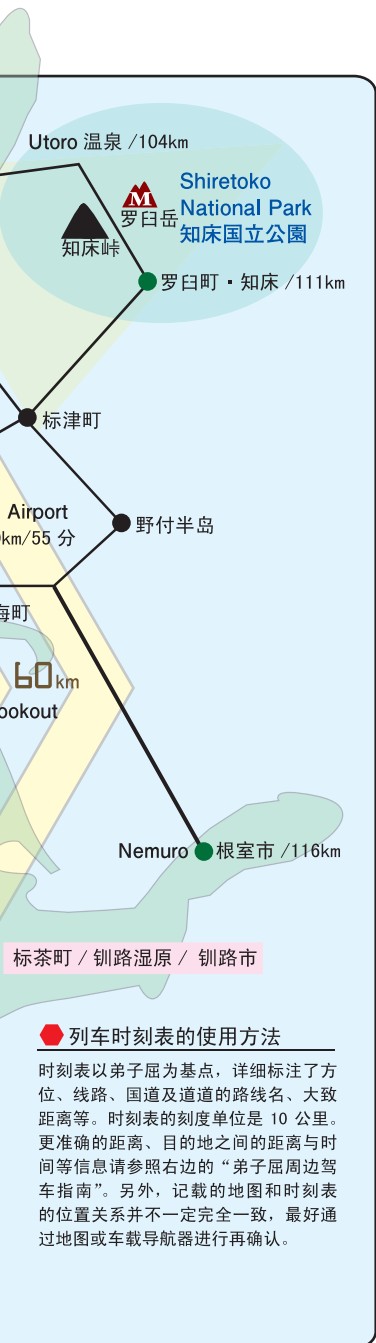 Utoro 温泉 /104km
Shiretoko
National Park
知床国立公園
罗臼岳
知床峠
罗臼町・知床 /111km
标津町
Airport
km/55 分
野付半岛
海町
60km
ookout
Nemuro 根室市 /116km
标茶町 / 钏路湿原 / 钏路市
列车时刻表的使用方法
时刻表以弟子屈为基点，详细标注了方
位、线路、国道及道道的路线名、大致
距离等。时刻表的刻度单位是 10 公里。
更准确的距离、目的地之间的距离与时
间等信息请参照右边的“弟子屈周边驾
车指南”。另外，记载的地图和时刻表
的位置关系并不一定完全一致，最好通
过地图或车载导航器进行再确认。